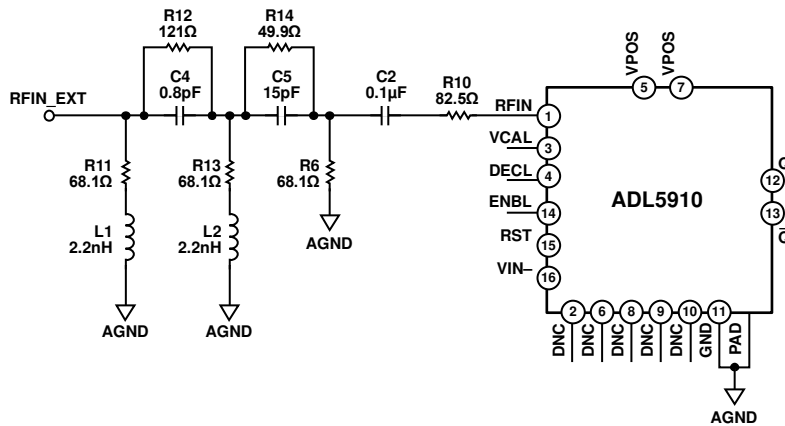 R12
121Ω
R14
49.9Ω
C4
0.8pF
C5
15pF
C2
0.1µF
R10
82.5Ω
RFIN_EXT
R11
68.1Ω
R13
68.1Ω
R6
68.1Ω
L1
2.2nH
L2
2.2nH
AGND
AGND
AGND
VPOS
VPOS
5
7
RFIN
1
VCAL
3
DECL
4
ENBL
14
RST
15
VIN–
16
ADL5910
12
13
2
6
8
9
10
11
DNC
DNC
DNC
DNC
DNC
GND
PAD
AGND